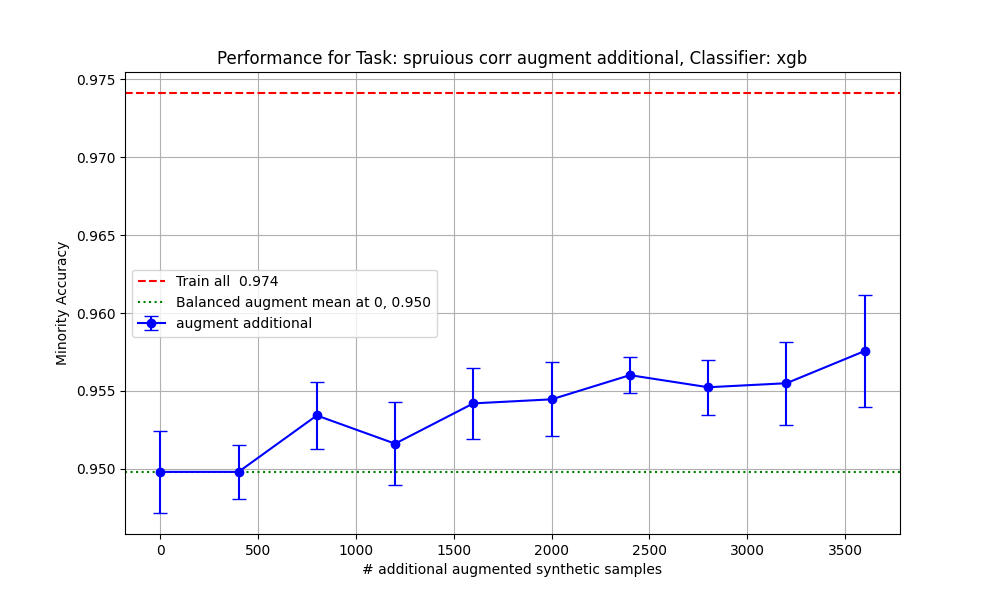 Performance for Task: spruious corr augment additional, Classifier: xgb
0.975
0.970
0.965
0.960
0.955
0.950
Minority Accuracy
Train all  0.974
Balanced augment mean at 0, 0.950
augment additional
0 500 1000 1500 2000 2500 3000 3500
# additional augmented synthetic samples